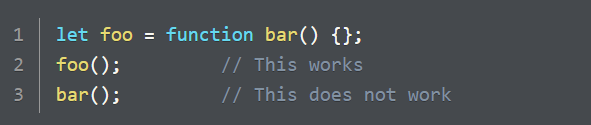 1 let foo = function bar() {};
2 foo();         // This works
3 bar();         // This does not work